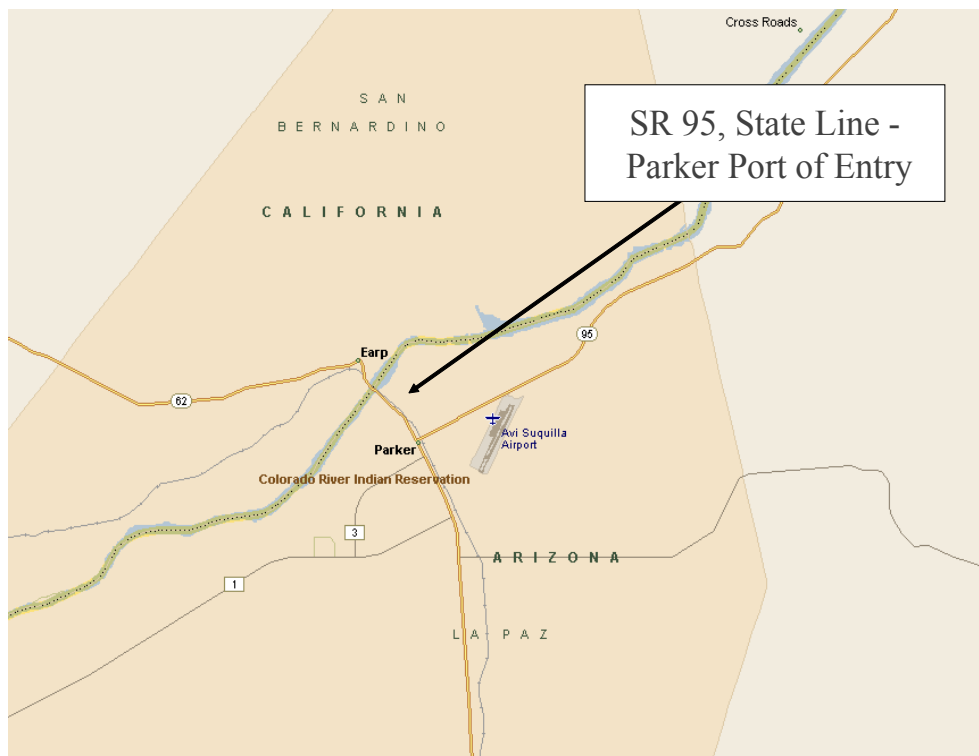 Cross Roads
SAN
BERNARDINO
SR 95, State Line -
Parker Port of Entry
CALIFORNIA
95
Earp
62
Avi Suquilla
Airport
Parker
Colorado River Indian Reservation
3
ARIZONA
1
LA PAZ